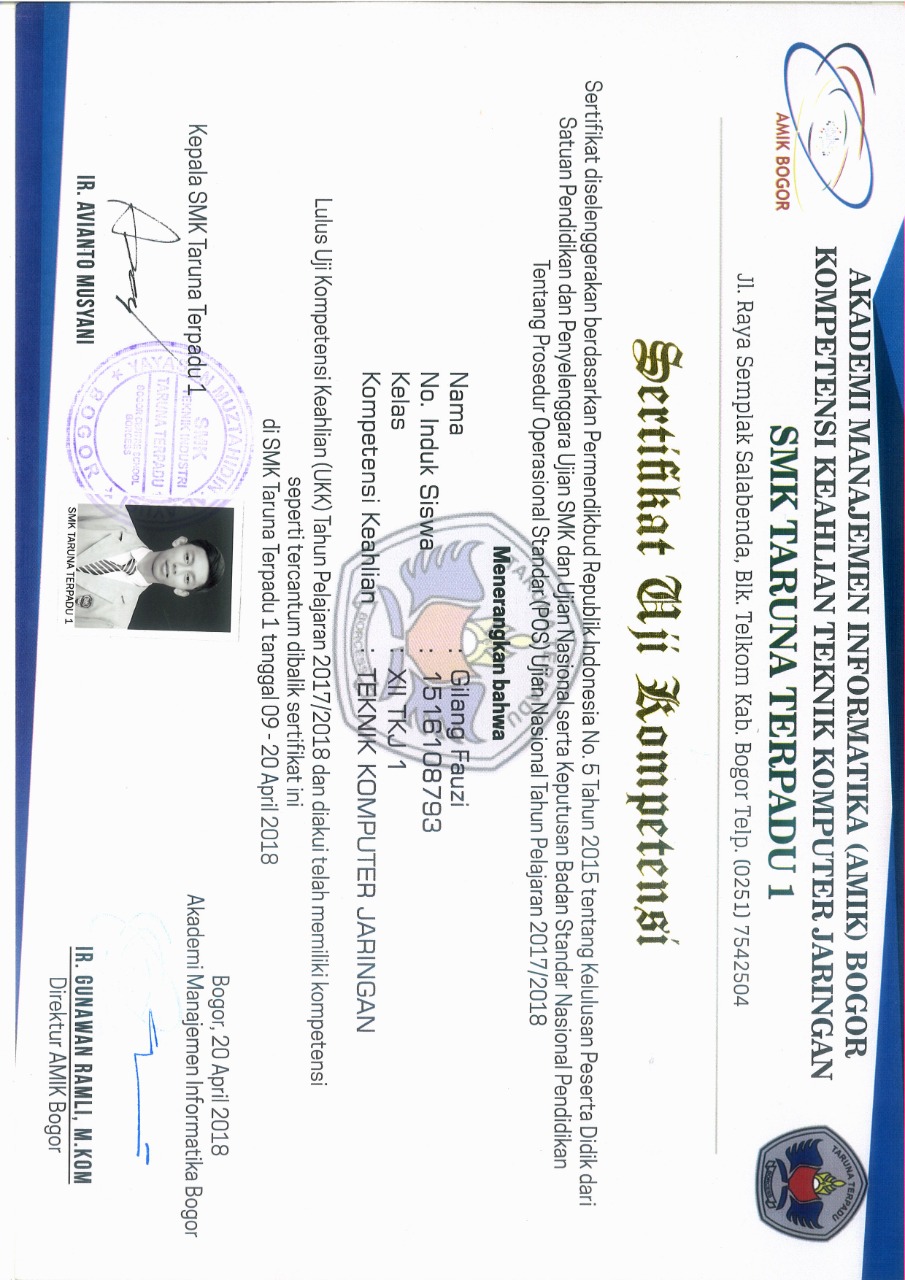 AMIK BOGOR
AKADEMI MANAJEMEN INFORMATIKA (AMIK) BOGOR
KOMPETENSI KEAHLIAN TEKNIK KOMPUTER JARINGAN
SMK TARUNA TERPADU 1
Jl. Raya Semplak Salabenda, Blk. Telkom Kab. Bogor Telp. (0251) 7542504
TARUNA TERPADU
BORCESS
Sertifikat Uji Kompetensi
Sertifikat diselenggerakan berdasarkan Permendikbud Republik Indonesia No. 5 Tahun 2015 tentang Kelulusan Peserta Didik dari
Satuan Pendidikan dan Penyelenggara Ujian SMK dan Ujian Nasional serta Keputusan Badan Standar Nasional Pendidikan
Tentang Prosedur Operasional Standar (POS) Ujian Nasional Tahun Pelajaran 2017/2018
TARUNA TERPADU
Menerangkan bahwa
Nama : Gilang Fauzi
No. Induk Siswa : 1516108793
Kelas : XII TKJ 1
Kompetensi Keahlian : TEKNIK KOMPUTER JARINGAN
BORCESS
Lulus Uji Kompetensi Keahlian (UKK) Tahun Pelajaran 2017/2018 dan diakui telah memiliki kompetensi
seperti tercantum dibalik sertifikat ini
di SMK Taruna Terpadu 1 tanggal 09 - 20 April 2018
Kepala SMK Taruna Terpadu 1
IR. AVIANTO MUSYANI
YAYASAN MUZTAHIDIN
SMK
TEKNIK INDUSTRI
TARUNA TERPADU 1
BOGOR CENTRE SCHOOL
BORCESS
BOGOR
SMK TARUNA TERPADU 1
Bogor, 20 April 2018
Akademi Manajemen Informatika Bogor
IR. GUNAWAN RAMLI, M.KOM
Direktur AMIK Bogor